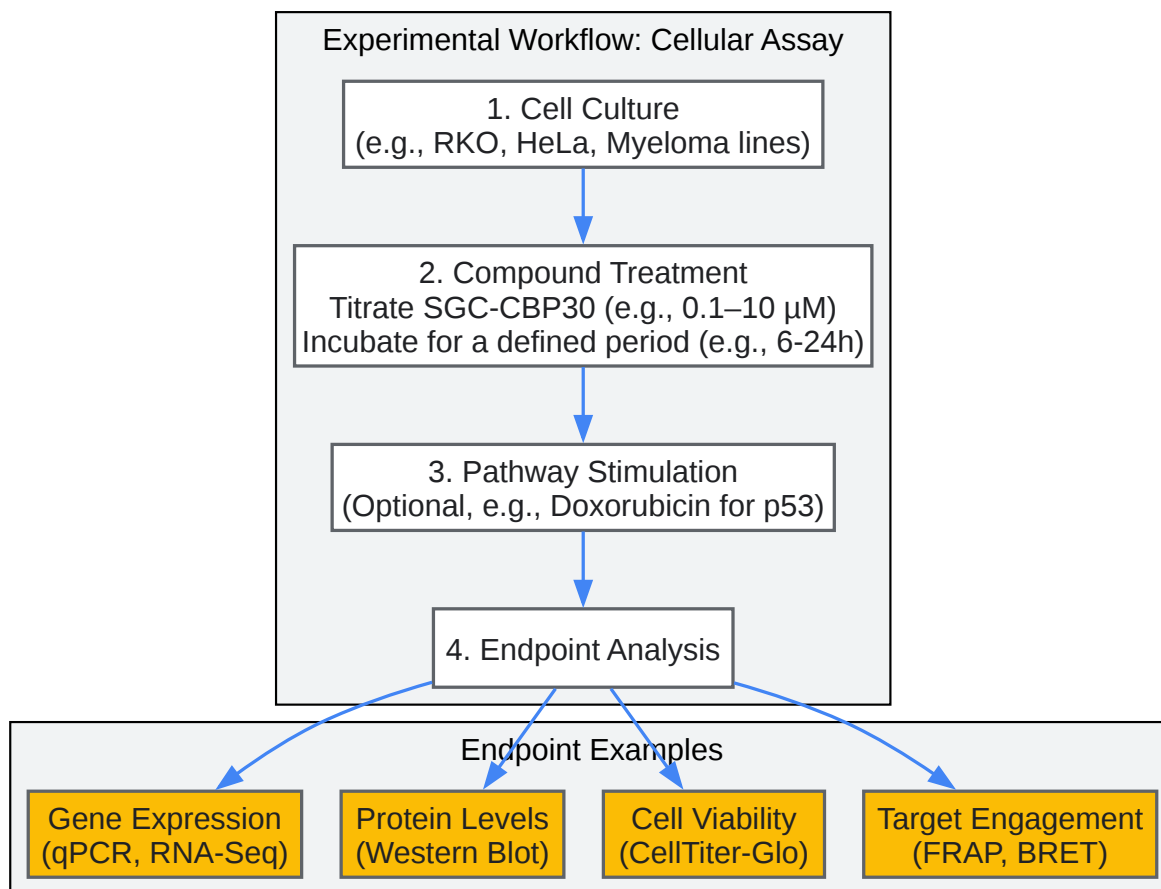 Experimental Workflow: Cellular Assay
1. Cell Culture
(e.g., RKO, HeLa, Myeloma lines)
2. Compound Treatment
Titrate SGC-CBP30 (e.g., 0.1–10 µM)
Incubate for a defined period (e.g., 6-24h)
3. Pathway Stimulation
(Optional, e.g., Doxorubicin for p53)
4. Endpoint Analysis
Endpoint Examples
Gene Expression
(qPCR, RNA-Seq)
Protein Levels
(Western Blot)
Cell Viability
(CellTiter-Glo)
Target Engagement
(FRAP, BRET)